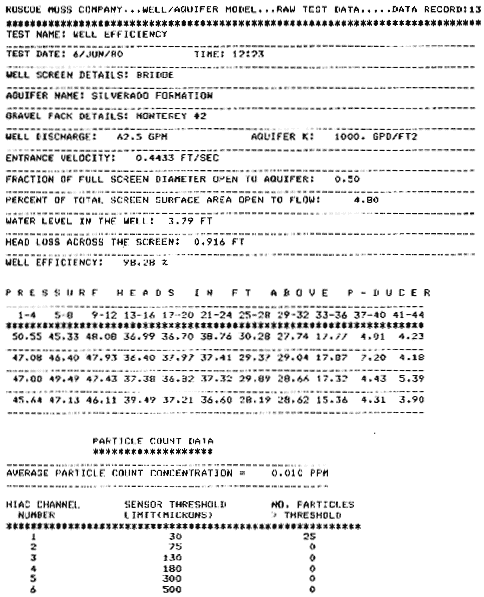 ROSCOE MOSS COMPANY...WELL/AQUIFER MODEL...RAW TEST DATA.....DATA RECORD:13
TEST NAME: WELL EFFICIENCY
TEST DATE: 6/JUN/80 TIME: 12:23
WELL SCREEN DETAILS: BRIDGE
AQUIFER NAME: SILVERADO FORMATION
GRAVEL PACK DETAILS: MONTEREY #2
WELL DISCHARGE: 62.5 GPM AQUIFER K: 1000. GPD/FT2
ENTRANCE VELOCITY: 0.4433 FT/SEC
FRACTION OF FULL SCREEN DIAMETER OPEN TO AQUIFER: 0.50
PERCENT OF TOTAL SCREEN SURFACE AREA OPEN TO FLOW: 4.80
WATER LEVEL IN THE WELL: 3.79 FT
HEAD LOSS ACROSS THE SCREEN: 0.916 FT
WELL EFFICIENCY: 98.28 %
PRESSURE HEADS IN FT ABOVE P-DUCER
1-4 5-8 9-12 13-16 17-20 21-24 25-28 29-32 33-36 37-40 41-44
50.55 45.33 48.08 36.99 36.70 38.76 30.28 27.74 17.77 4.01 4.23
47.08 46.40 47.93 36.40 37.97 37.41 29.37 29.04 17.87 7.20 4.18
47.00 49.49 47.43 37.38 36.82 37.32 29.89 28.66 17.32 4.43 5.39
45.64 47.13 46.11 39.49 37.21 36.60 28.19 28.62 15.36 4.31 3.90
PARTICLE COUNT DATA
*******************
AVERAGE PARTICLE COUNT CONCENTRATION = 0.010 PPM
HIAC CHANNEL SENSOR THRESHOLD NO. PARTICLES
NUMBER LIMIT(MICRONS) > THRESHOLD
1 30 25
2 75 0
3 130 0
4 180 0
5 300 0
6 500 0